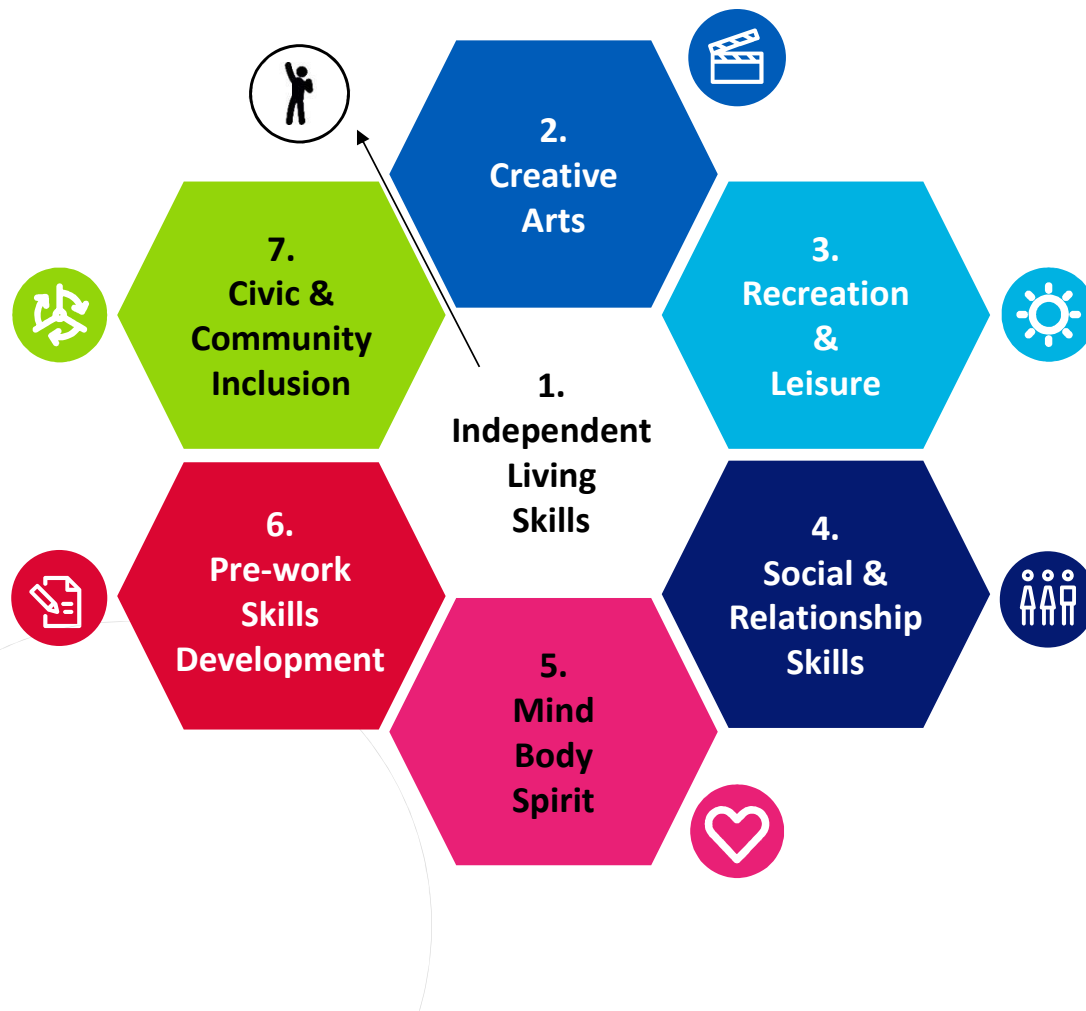 1.
Independent
Living
Skills
2.
Creative
Arts
3.
Recreation
&
Leisure
4.
Social &
Relationship
Skills
5.
Mind
Body
Spirit
6.
Pre-work
Skills
Development
7.
Civic &
Community
Inclusion